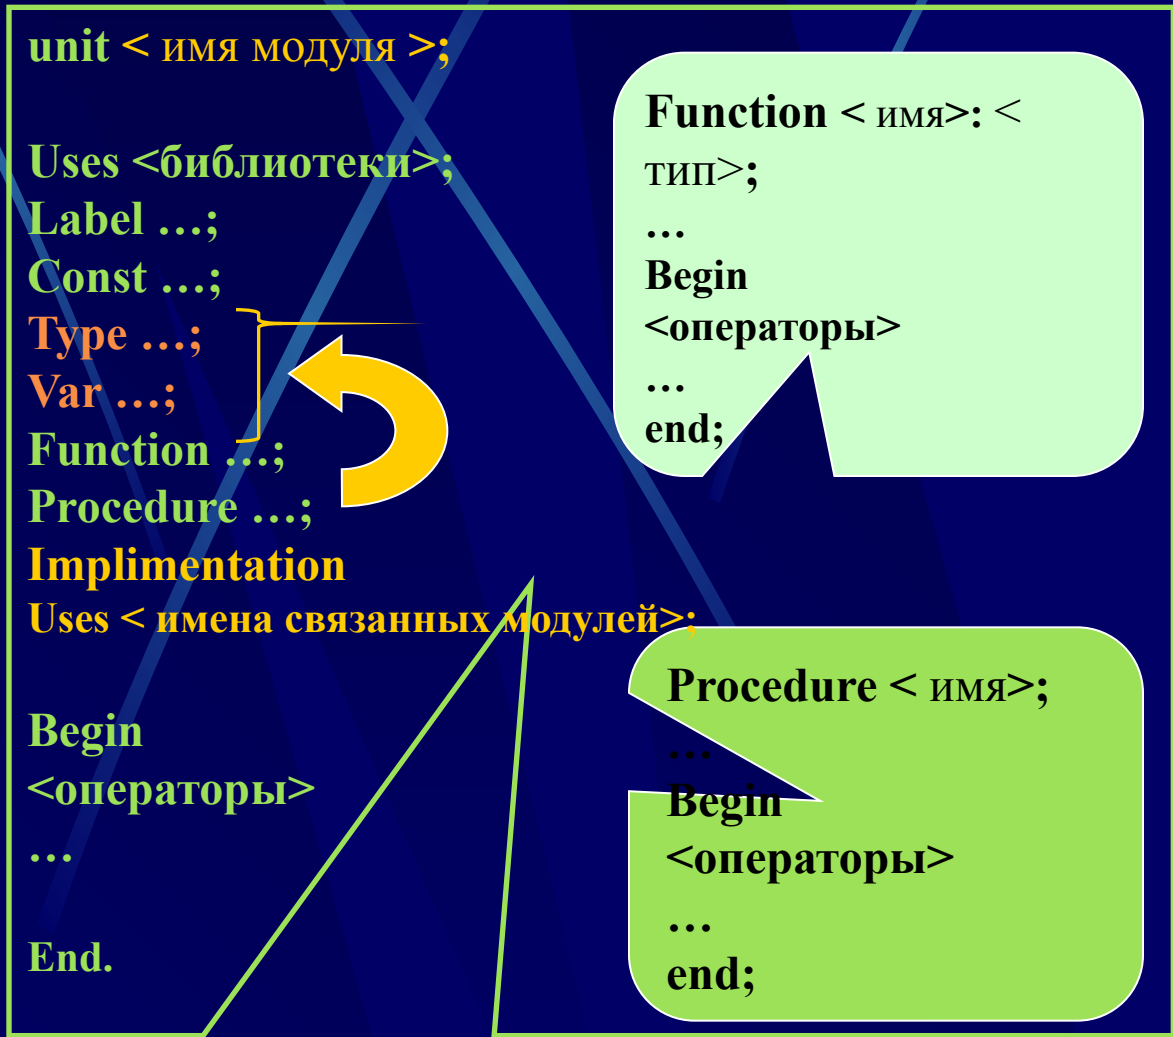 unit < имя модуля >;
Uses <библиотеки>;
Label …;
Const …;
Type …;
Var …;
Function …;
Procedure …;
Implimentation
Uses < имена связанных модулей>;
Begin
<операторы>
…
End.
Function < имя>: <
тип>;
…
Begin
<операторы>
…
end;
Procedure < имя>;
…
Begin
<операторы>
…
end;